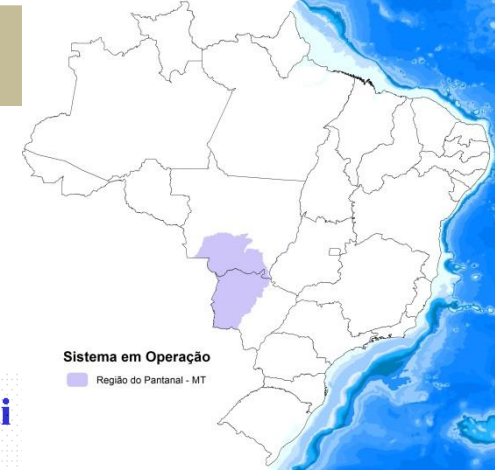 Sistema em Operação
Região do Pantanal - MT
i